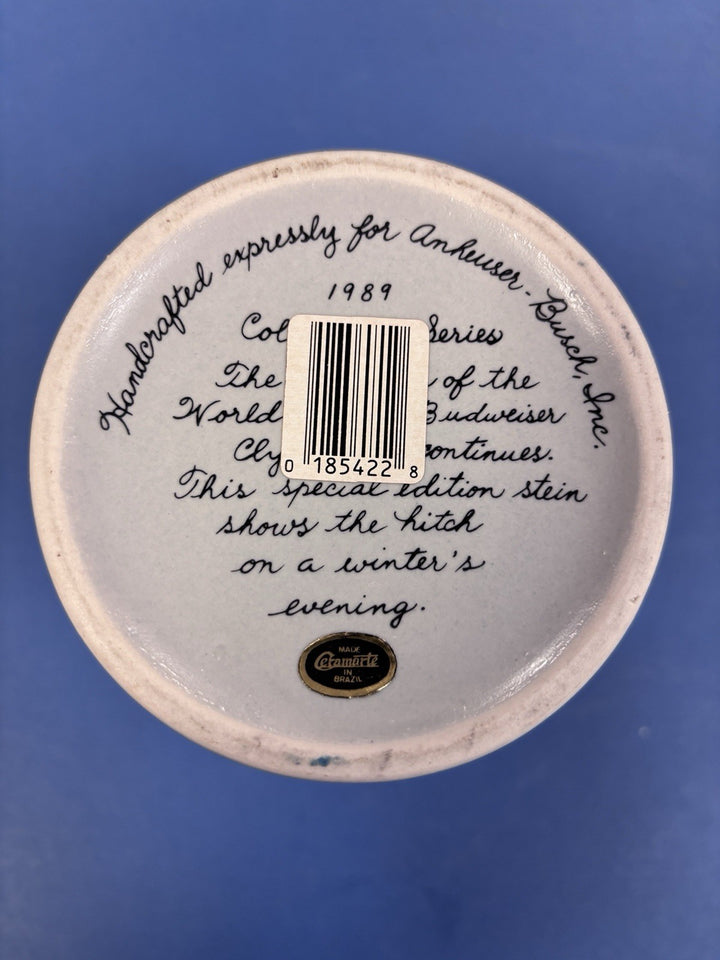 Handcrafted expressly for Anheuser-Busch, Inc.
1989
Col Series
The of the
World Budweiser
Cly continues.
This special edition stein
shows the hitch
on a winter's
evening.
0 185422 8
MADE
Ceramarte
IN
BRAZIL